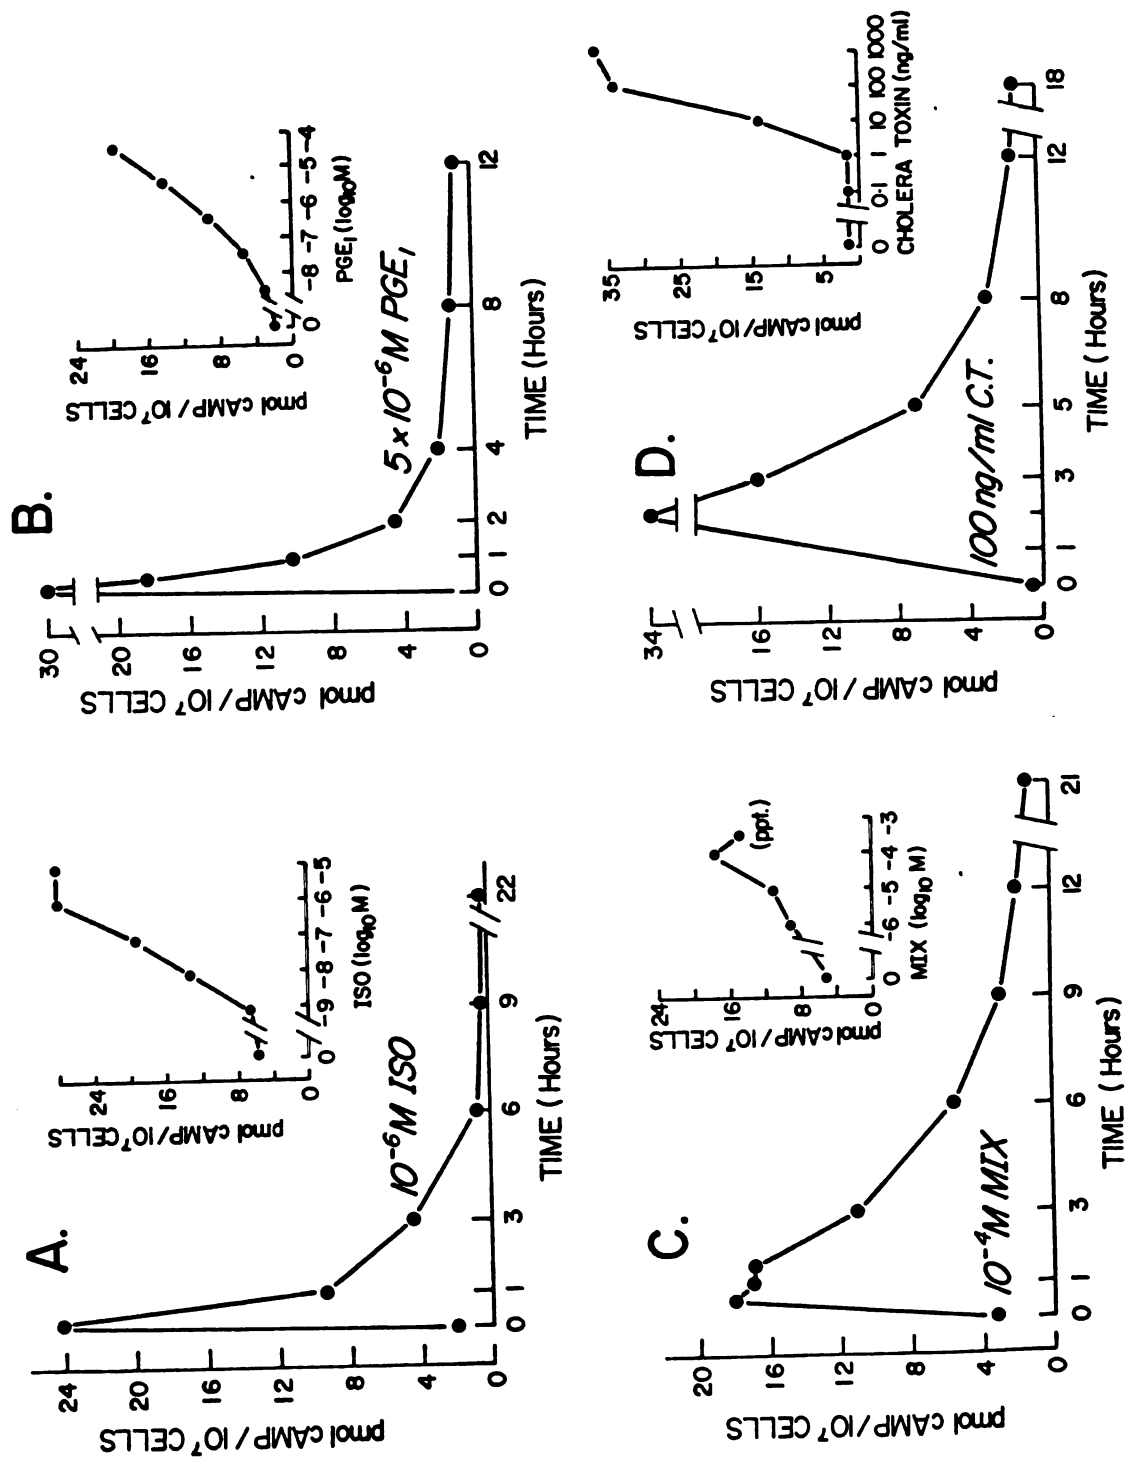 A.
pmol cAMP/10⁷ CELLS
24
20
16
12
8
4
0
0 1 3 6 9 22
TIME (Hours)
10⁻⁶M ISO
pmol cAMP/10⁷ CELLS
24
16
8
0
0 -9 -8 -7 -6 -5
ISO (log₁₀M)
B.
pmol cAMP/10⁷ CELLS
30
20
16
12
8
4
0
0 1 2 4 8 12
TIME (Hours)
5 x 10⁻⁶M PGE₁
pmol cAMP/10⁷ CELLS
24
16
8
0
0 -8 -7 -6 -5 -4
PGE₁ (log₁₀M)
C.
pmol cAMP/10⁷ CELLS
20
16
12
8
4
0
0 1 3 6 9 12 21
TIME (Hours)
10⁻⁴M MIX
pmol cAMP/10⁷ CELLS
24
16
8
0
0 -6 -5 -4 -3
MIX (log₁₀ M)
(ppt.)
D.
pmol cAMP/10⁷ CELLS
34
16
12
8
4
0
0 1 3 5 8 12 18
TIME (Hours)
100 ng/ml C.T.
pmol cAMP/10⁷ CELLS
35
25
15
5
0 0·1 1 10 100 1000
CHOLERA TOXIN (ng/ml)